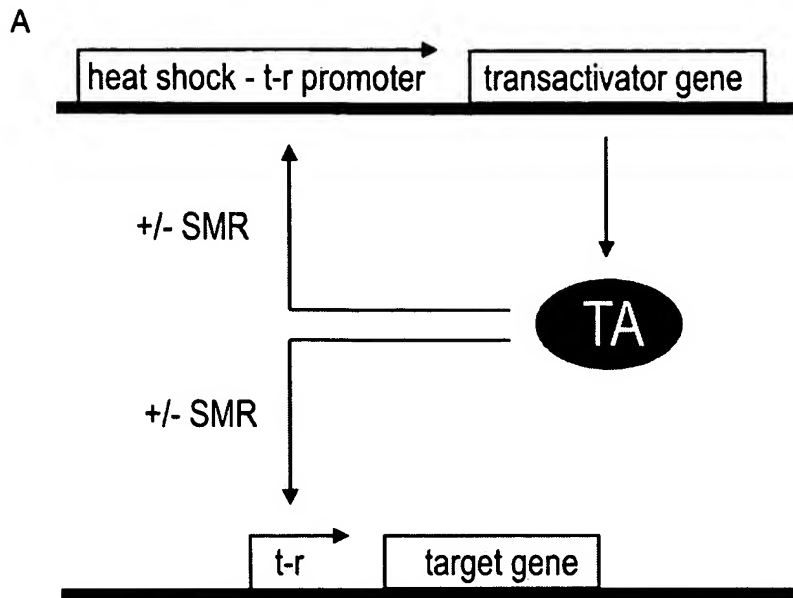 A
heat shock - t-r promoter
transactivator gene
+/- SMR
TA
+/- SMR
t-r
target gene